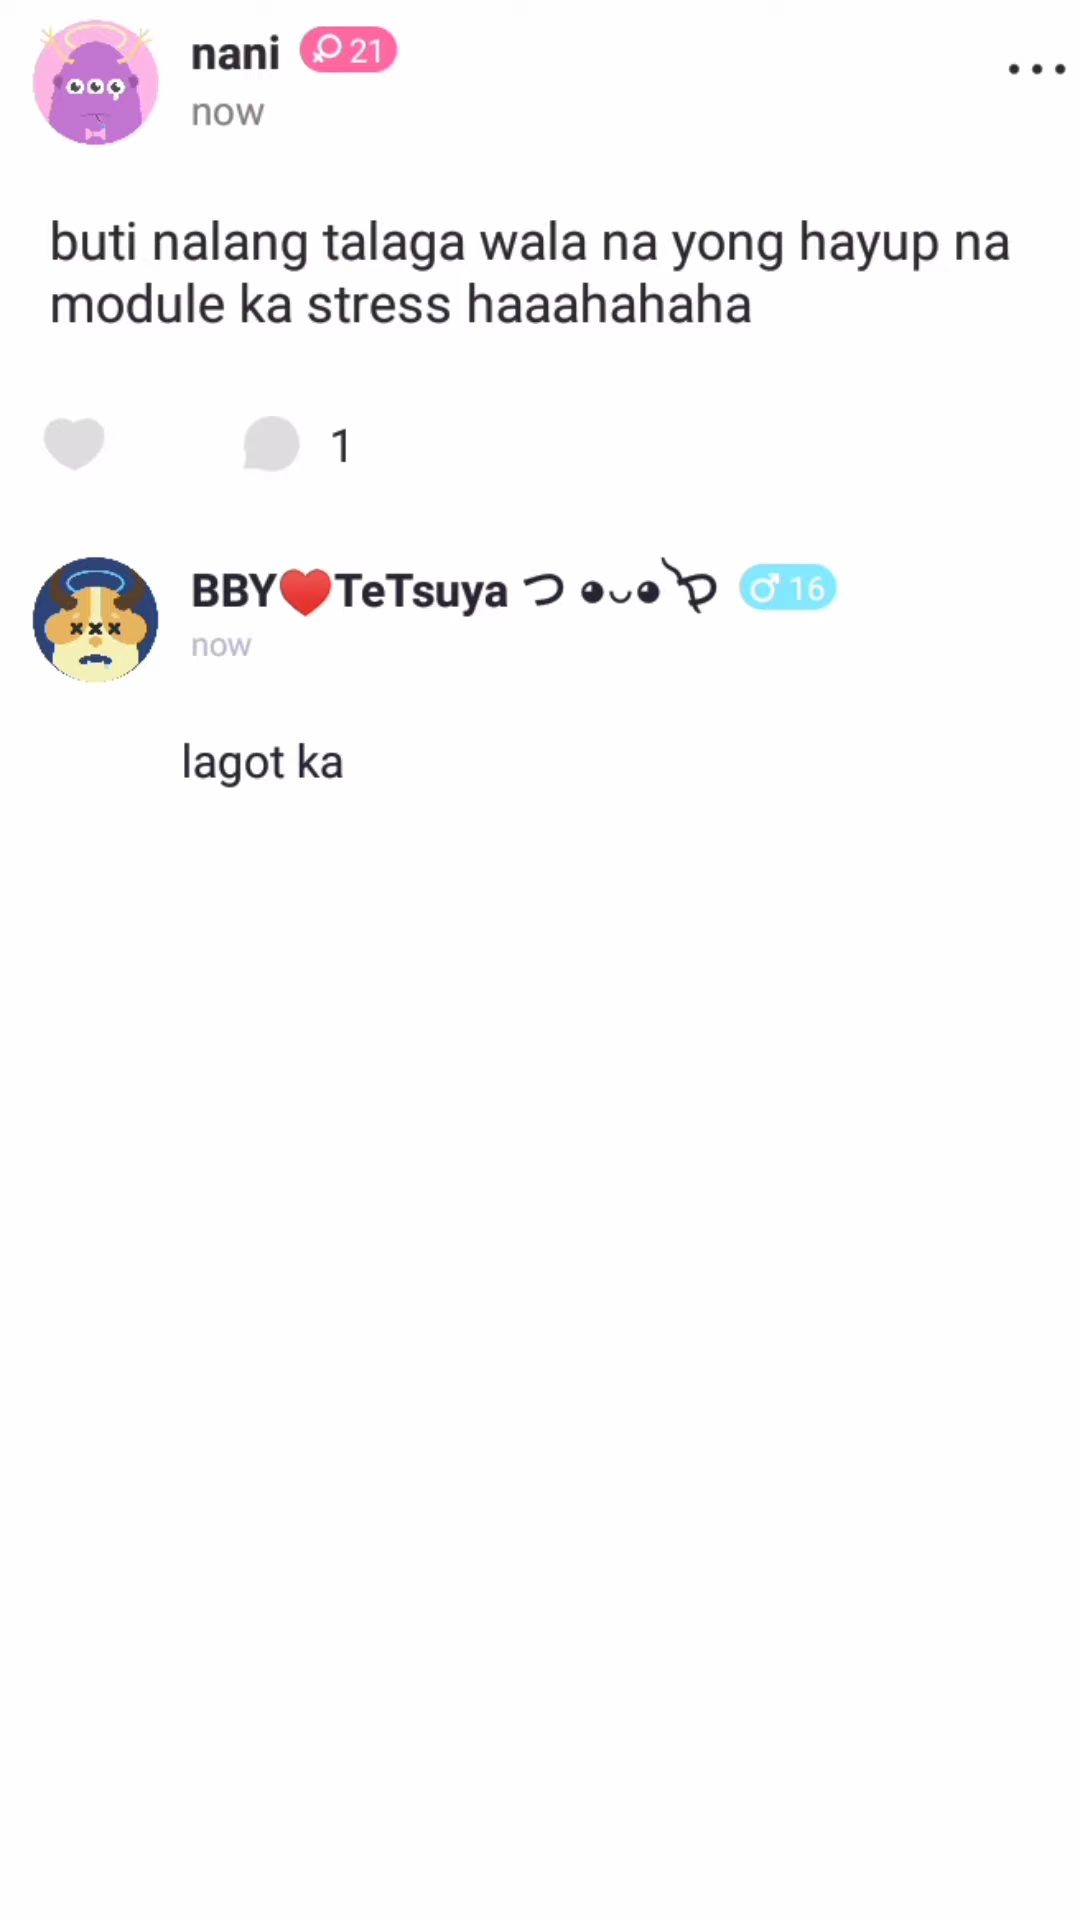 nani 21
now
buti nalang talaga wala na yong hayup na
module ka stress haaahahaha
1
BBY❤️TeTsuya つ 16
now
lagot ka